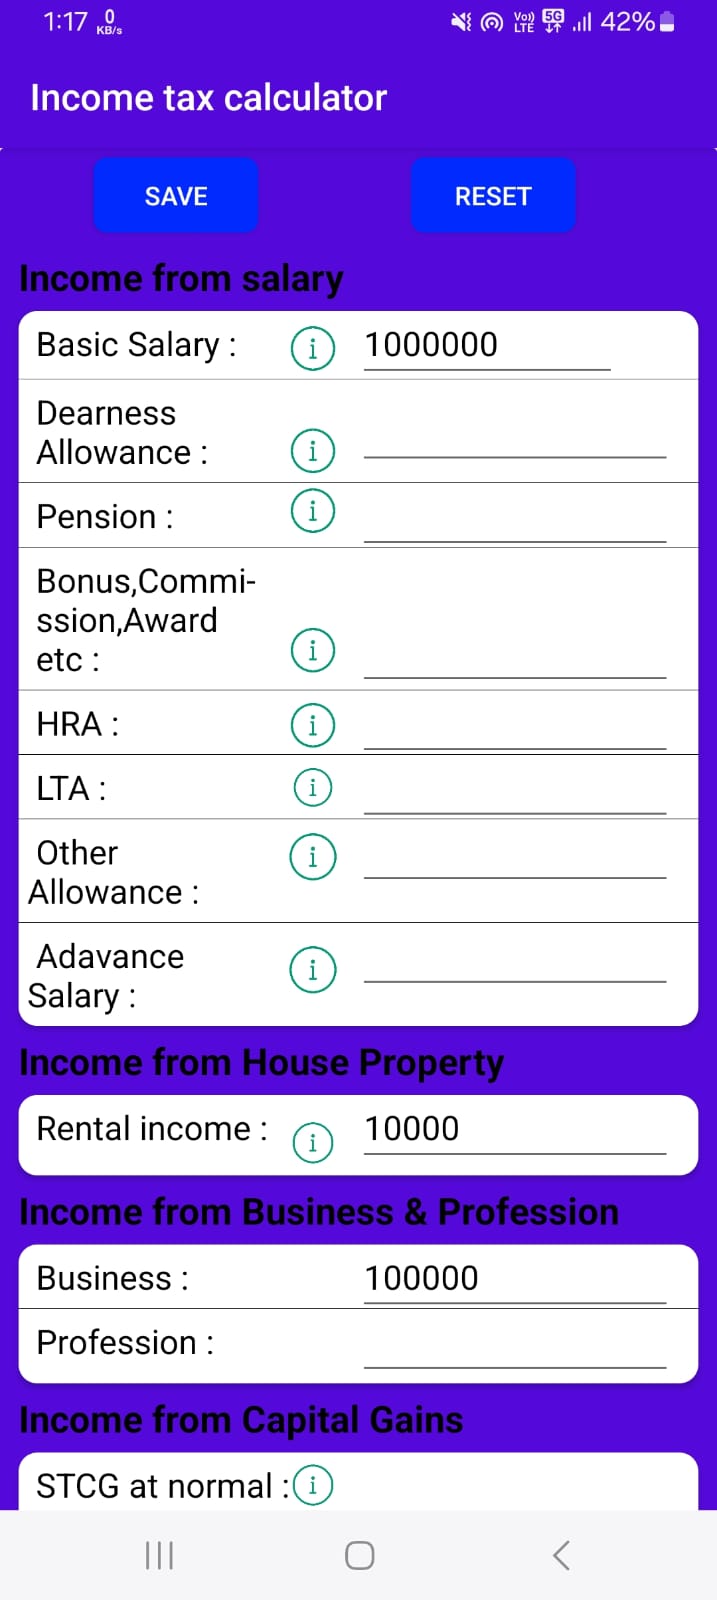 1:17 0 KB/s Vo)) LTE 5G 42%
Income tax calculator
SAVE RESET
Income from salary
Basic Salary : i 1000000
Dearness
Allowance : i
Pension : i
Bonus,Commi-
ssion,Award
etc : i
HRA : i
LTA : i
Other i
Allowance :
Adavance i
Salary :
Income from House Property
Rental income : i 10000
Income from Business & Profession
Business : 100000
Profession :
Income from Capital Gains
STCG at normal : i